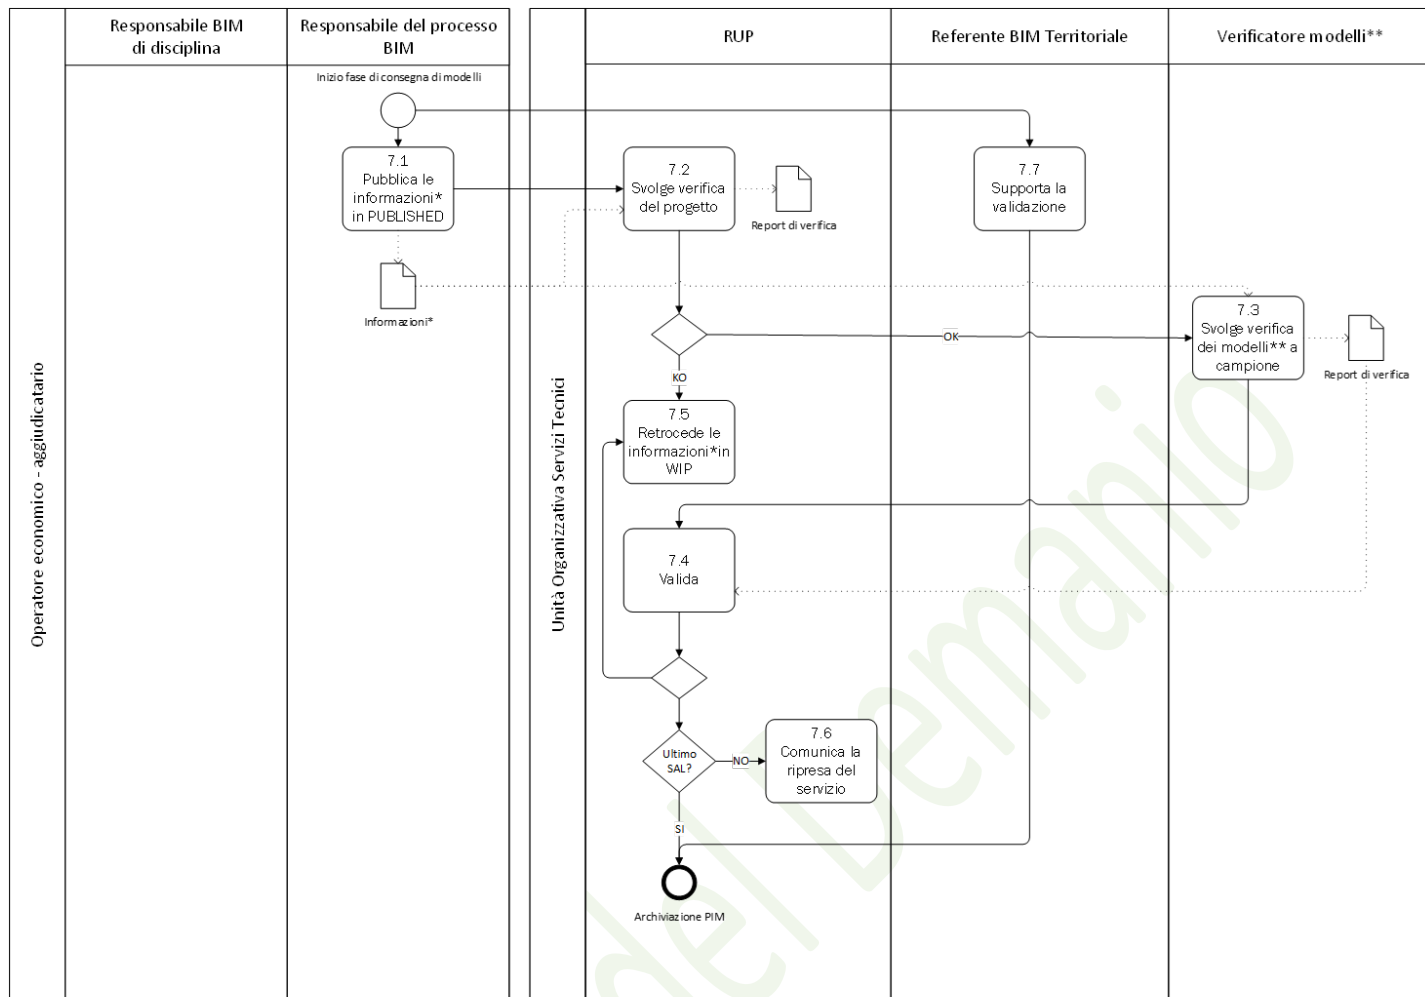 Responsabile BIM
di disciplina
Responsabile del processo
BIM
RUP
Referente BIM Territoriale
Verificatore modelli**
Operatore economico - aggiudicatario
Unità Organizzativa Servizi Tecnici
Inizio fase di consegna di modelli
7.1
Pubblica le
informazioni*
in PUBLISHED
Informazioni*
7.2
Svolge verifica
del progetto
Report di verifica
7.7
Supporta la
validazione
OK
7.3
Svolge verifica
dei modelli** a
campione
Report di verifica
KO
7.5
Retrocede le
informazioni*in
WIP
7.4
Valida
Ultimo
SAL?
NO
7.6
Comunica la
ripresa del
servizio
SI
Archiviazione PIM
del Demanio